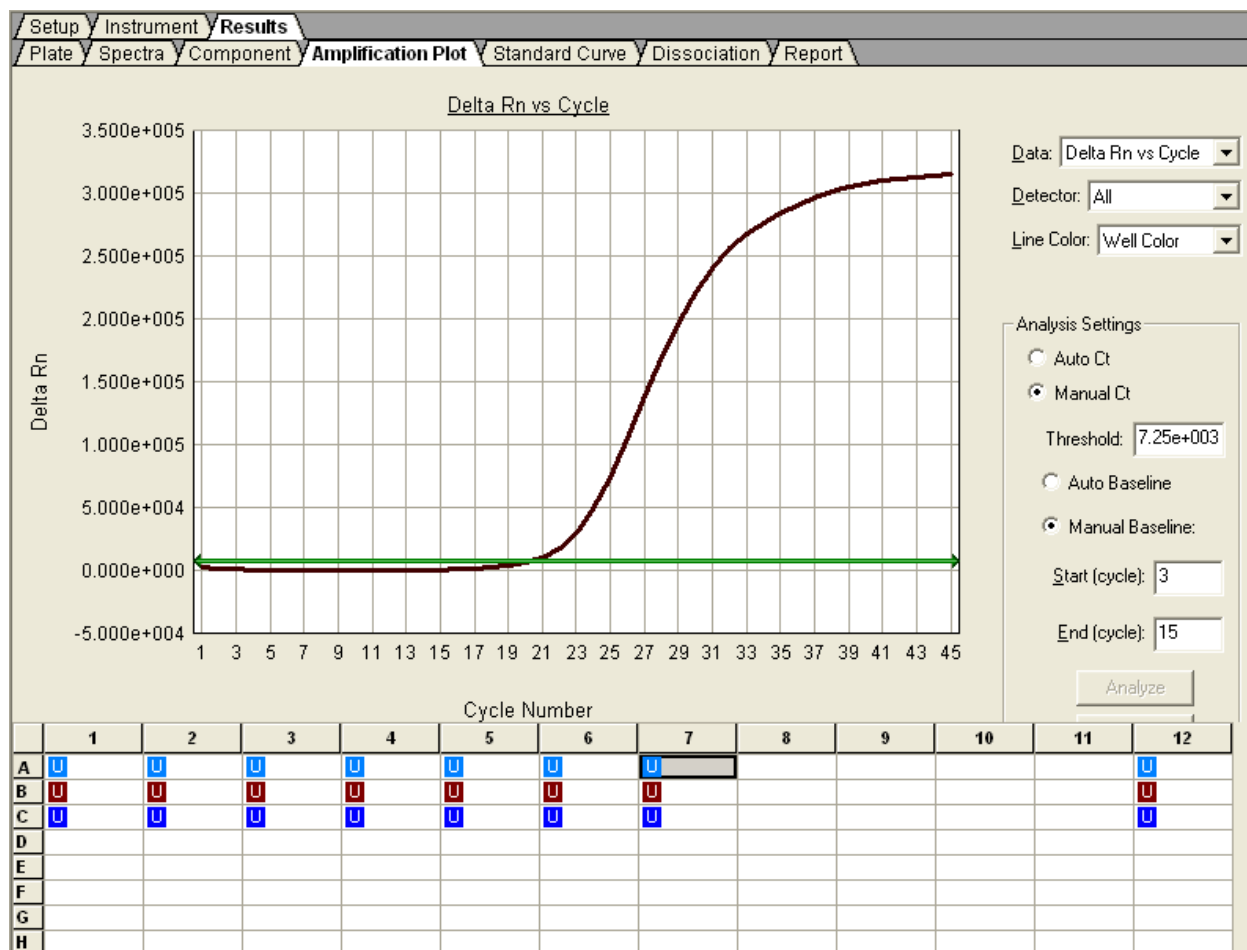 Setup Instrument Results
Plate Spectra Component Amplification Plot Standard Curve Dissociation Report
Delta Rn vs Cycle
3.500e+005
3.000e+005
2.500e+005
2.000e+005
1.500e+005
1.000e+005
5.000e+004
0.000e+000
-5.000e+004
Delta Rn
1 3 5 7 9 11 13 15 17 19 21 23 25 27 29 31 33 35 37 39 41 43 45
Cycle Number
Data: Delta Rn vs Cycle
Detector: All
Line Color: Well Color
Analysis Settings
Auto Ct
Manual Ct
Threshold: 7.25e+003
Auto Baseline
Manual Baseline:
Start (cycle): 3
End (cycle): 15
Analyze
1 2 3 4 5 6 7 8 9 10 11 12
A U U U U U U U U
B U U U U U U U U
C U U U U U U U U
D
E
F
G
H